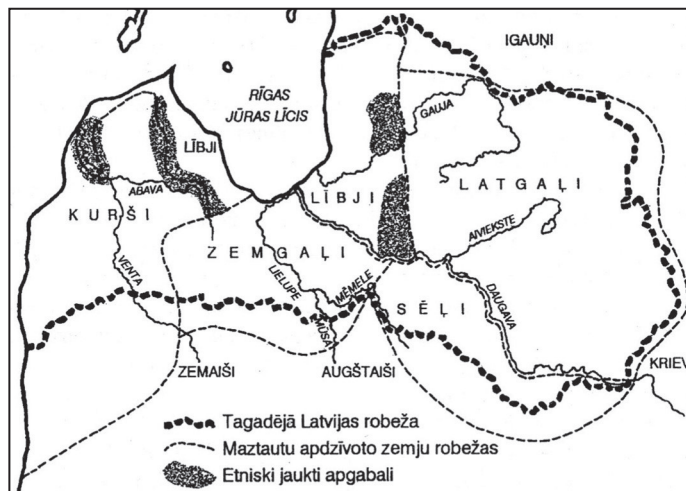 IGAUŅI
RĪGAS
JŪRAS LĪCIS
GAUJA
LĪBJI
LATGAĻI
LĪBJI
ABAVA
KURŠI
AIVIEKSTE
ZEMGAĻI
LIELUPE
MĒMELE
VENTA
SĒĻI
DAUGAVA
MŪSA
KRIEV
ZEMAIŠI
AUGŠTAIŠI
Tagadējā Latvijas robeža
Maztautu apdzīvoto zemju robežas
Etniski jaukti apgabali